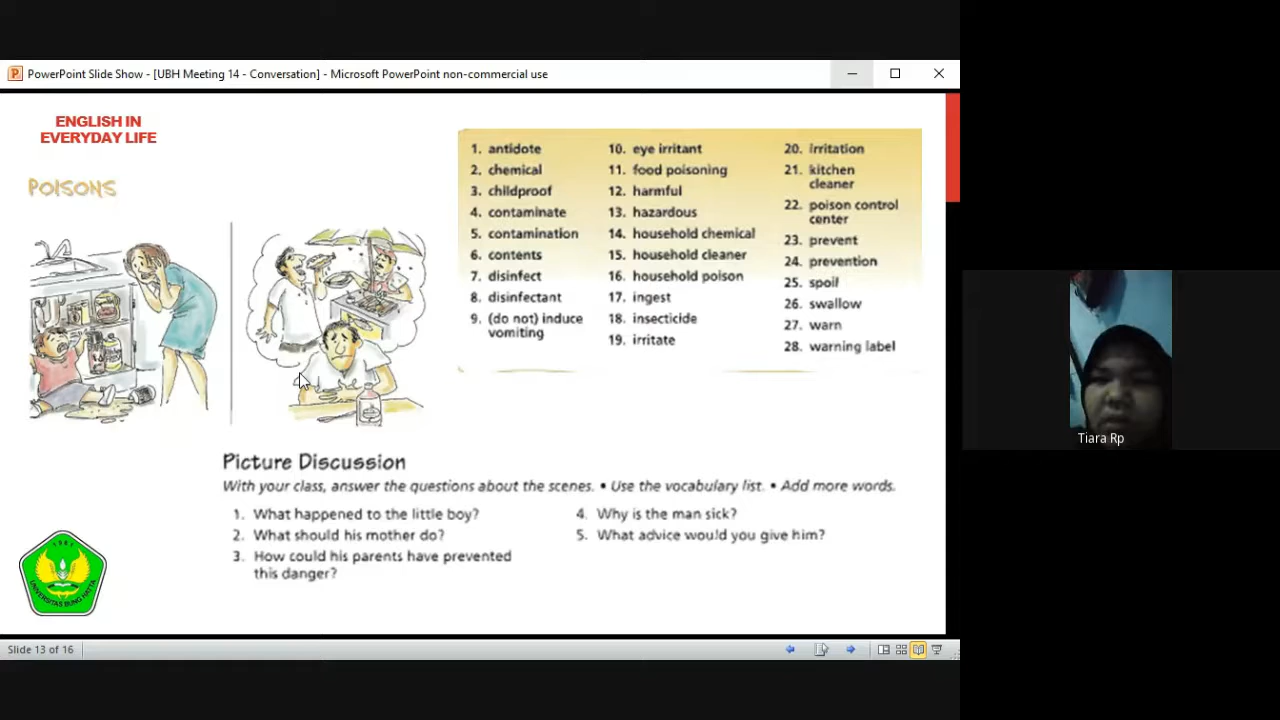 PowerPoint Slide Show - [UBH Meeting 14 - Conversation] - Microsoft PowerPoint non-commercial use
ENGLISH IN
EVERYDAY LIFE
POISONS
1. antidote
2. chemical
3. childproof
4. contaminate
5. contamination
6. contents
7. disinfect
8. disinfectant
9. (do not) induce
vomiting
10. eye irritant
11. food poisoning
12. harmful
13. hazardous
14. household chemical
15. household cleaner
16. household poison
17. ingest
18. insecticide
19. irritate
20. irritation
21. kitchen
cleaner
22. poison control
center
23. prevent
24. prevention
25. spoil
26. swallow
27. warn
28. warning label
Picture Discussion
With your class, answer the questions about the scenes. • Use the vocabulary list. • Add more words.
1. What happened to the little boy?
2. What should his mother do?
3. How could his parents have prevented
this danger?
4. Why is the man sick?
5. What advice would you give him?
1981
UNIVERSITAS BUNG HATTA
Slide 13 of 16
Tiara Rp